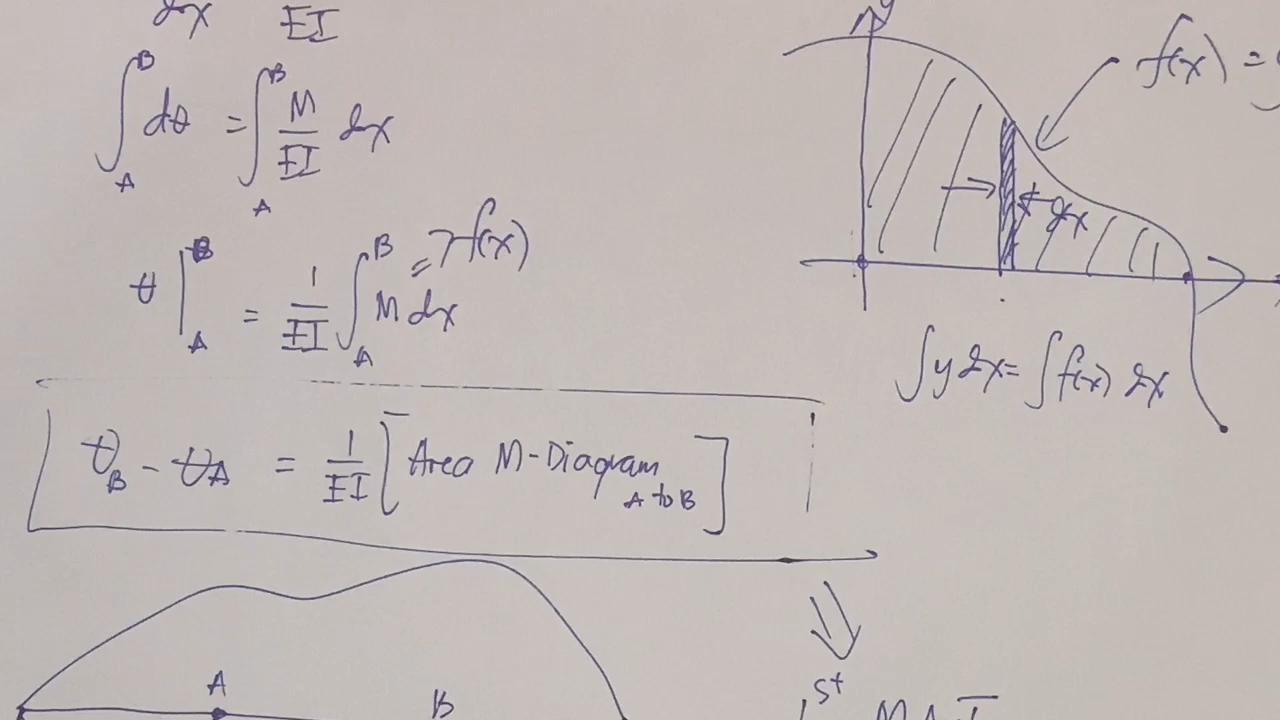 dx EI
∫_A^B dθ = ∫_A^B M/EI dx
θ |_A^B = 1/EI ∫_A^B M dx
= f(x)
θ_B - θ_A = 1/EI [Area M-Diagram A to B]
A
B
y
f(x) = y
dx
∫y dx = ∫f(x) dx
1st M A T